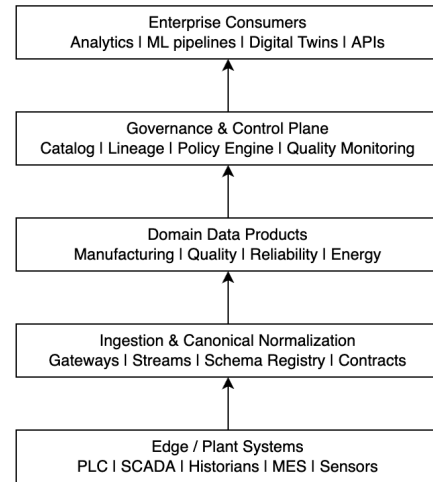 Enterprise Consumers
Analytics | ML pipelines | Digital Twins | APIs
Governance & Control Plane
Catalog | Lineage | Policy Engine | Quality Monitoring
Domain Data Products
Manufacturing | Quality | Reliability | Energy
Ingestion & Canonical Normalization
Gateways | Streams | Schema Registry | Contracts
Edge / Plant Systems
PLC | SCADA | Historians | MES | Sensors